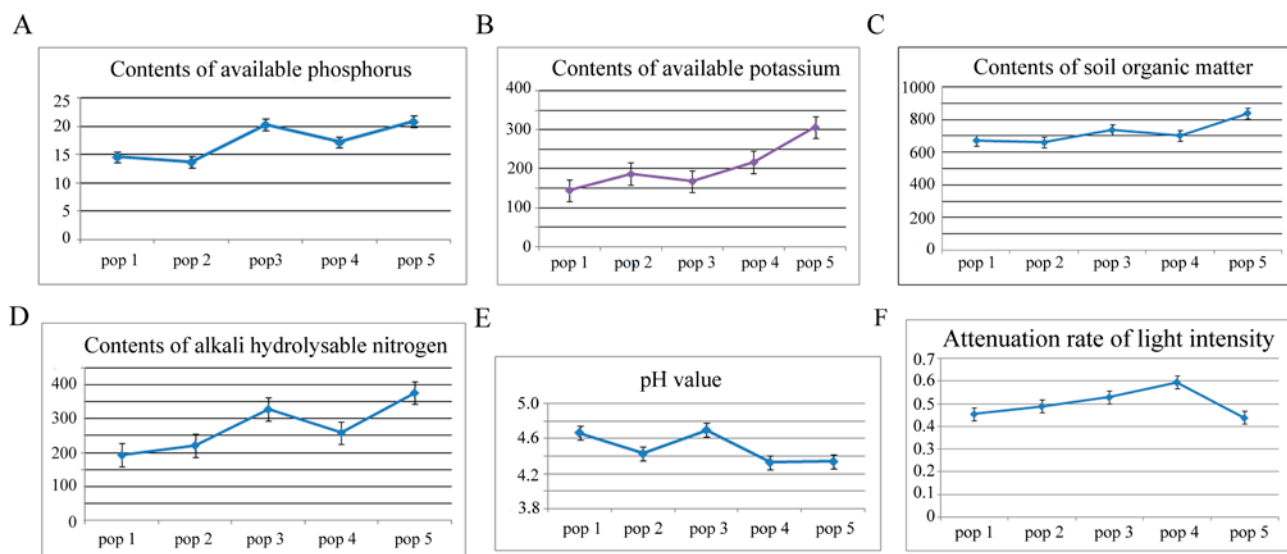 A
Contents of available phosphorus
25
20
15
10
5
0
pop 1 pop 2 pop3 pop 4 pop 5
B
Contents of available potassium
400
300
200
100
0
pop 1 pop 2 pop 3 pop 4 pop 5
C
Contents of soil organic matter
1000
800
600
400
200
0
pop 1 pop 2 pop 3 pop 4 pop 5
D
Contents of alkali hydrolysable nitrogen
400
300
200
100
0
pop 1 pop 2 pop 3 pop 4 pop 5
E
pH value
5.0
4.6
4.2
3.8
pop 1 pop 2 pop 3 pop 4 pop 5
F
Attenuation rate of light intensity
0.7
0.6
0.5
0.4
0.3
0.2
0.1
0
pop 1 pop 2 pop 3 pop 4 pop 5